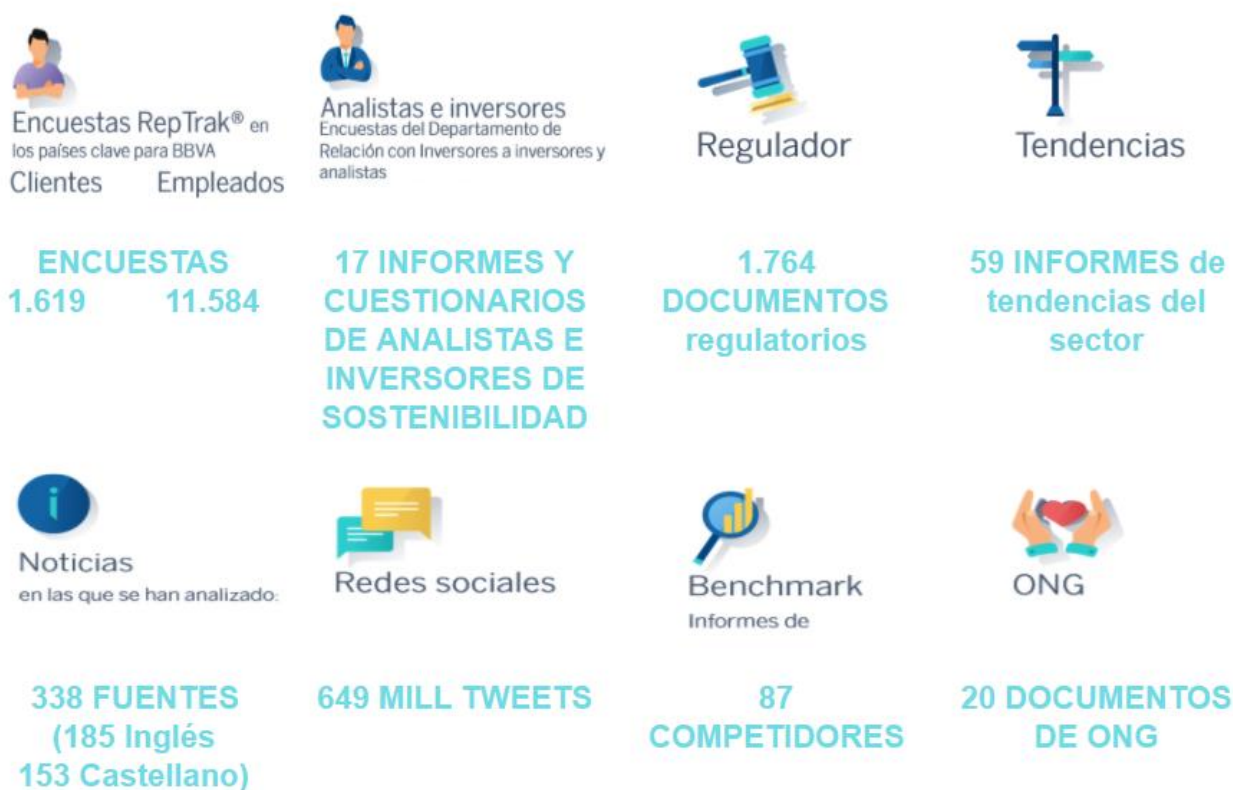 Encuestas RepTrak® en
los países clave para BBVA
Clientes Empleados
ENCUESTAS
1.619 11.584
Analistas e inversores
Encuestas del Departamento de
Relación con Inversores a inversores y
analistas
17 INFORMES Y
CUESTIONARIOS
DE ANALISTAS E
INVERSORES DE
SOSTENIBILIDAD
Regulador
1.764
DOCUMENTOS
regulatorios
Tendencias
59 INFORMES de
tendencias del
sector
i
Noticias
en las que se han analizado:
338 FUENTES
(185 Inglés
153 Castellano)
Redes sociales
649 MILL TWEETS
Benchmark
Informes de
87
COMPETIDORES
ONG
20 DOCUMENTOS
DE ONG